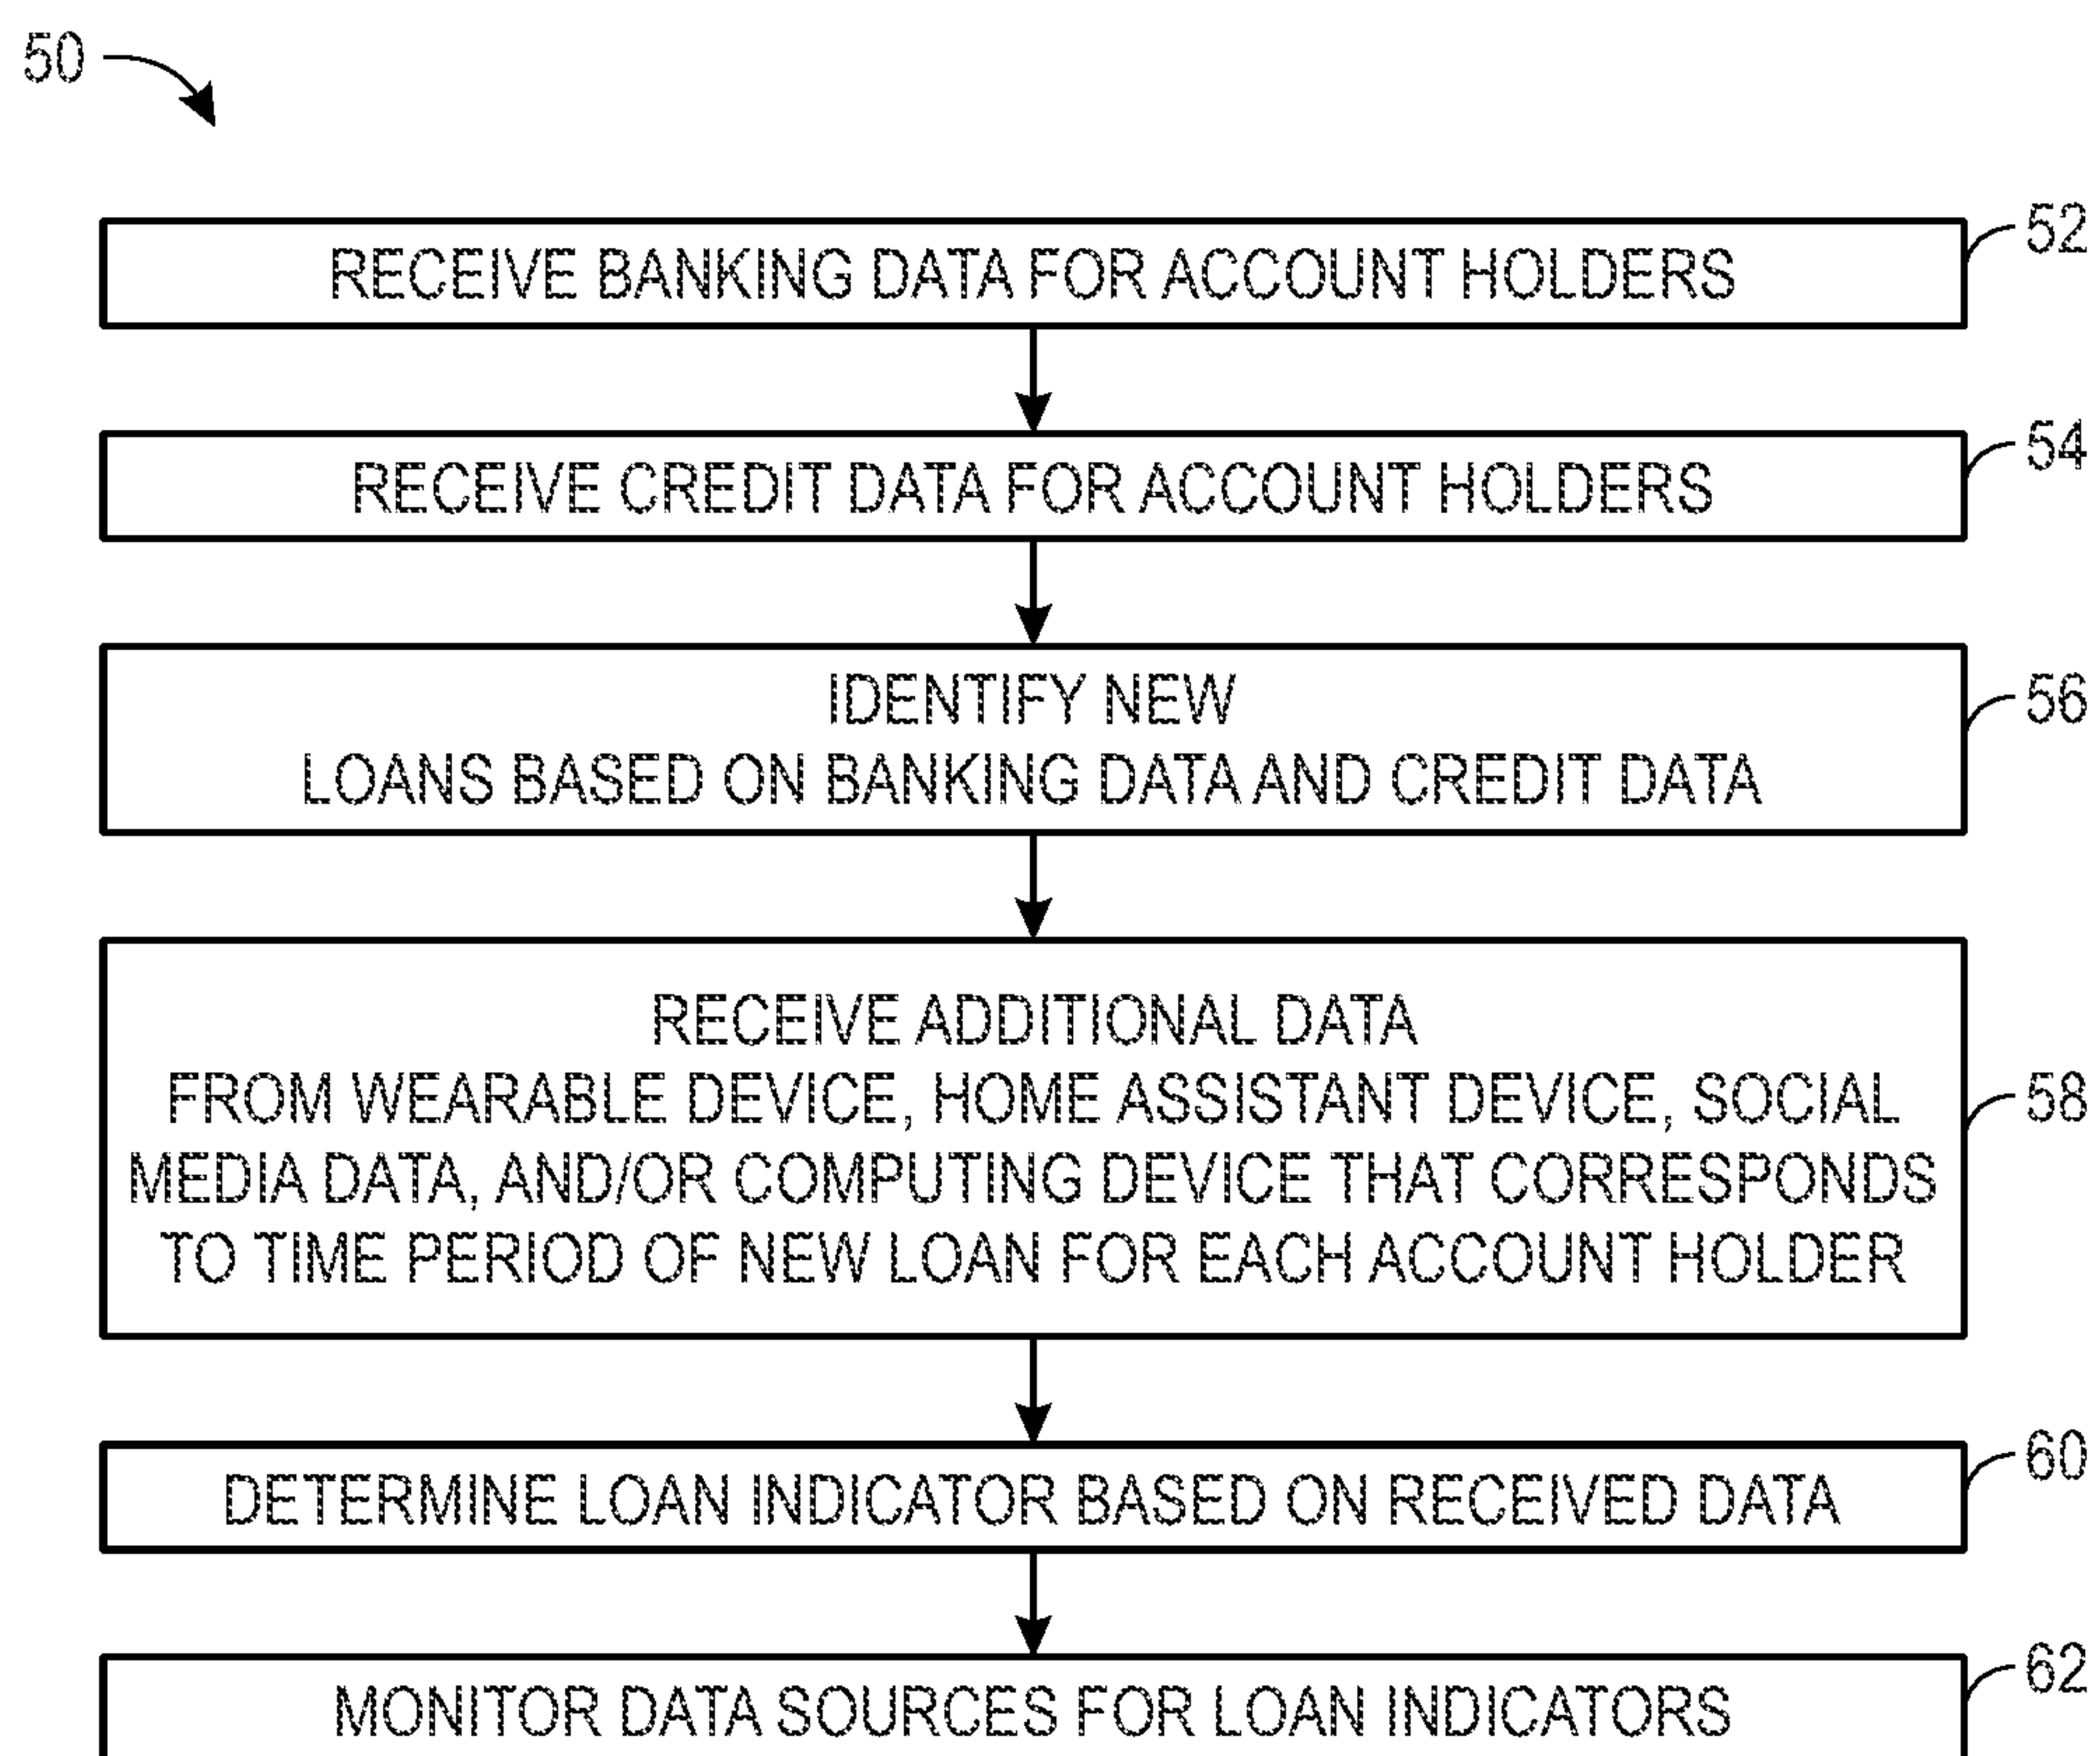 50
RECEIVE BANKING DATA FOR ACCOUNT HOLDERS
52
RECEIVE CREDIT DATA FOR ACCOUNT HOLDERS
54
IDENTIFY NEW
LOANS BASED ON BANKING DATA AND CREDIT DATA
56
RECEIVE ADDITIONAL DATA
FROM WEARABLE DEVICE, HOME ASSISTANT DEVICE, SOCIAL
MEDIA DATA, AND/OR COMPUTING DEVICE THAT CORRESPONDS
TO TIME PERIOD OF NEW LOAN FOR EACH ACCOUNT HOLDER
58
DETERMINE LOAN INDICATOR BASED ON RECEIVED DATA
60
MONITOR DATA SOURCES FOR LOAN INDICATORS
62